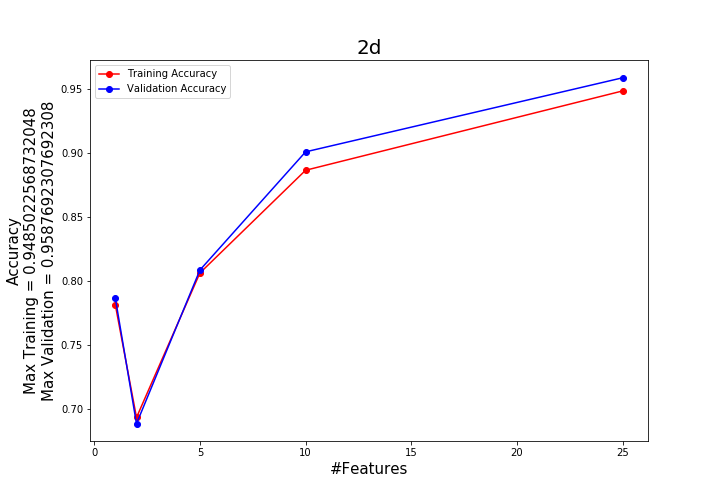 2d
Training Accuracy
Validation Accuracy
Accuracy
Max Training = 0.9485022568732048
Max Validation = 0.9587692307692308
0.95
0.90
0.85
0.80
0.75
0.70
0
5
10
15
20
25
#Features